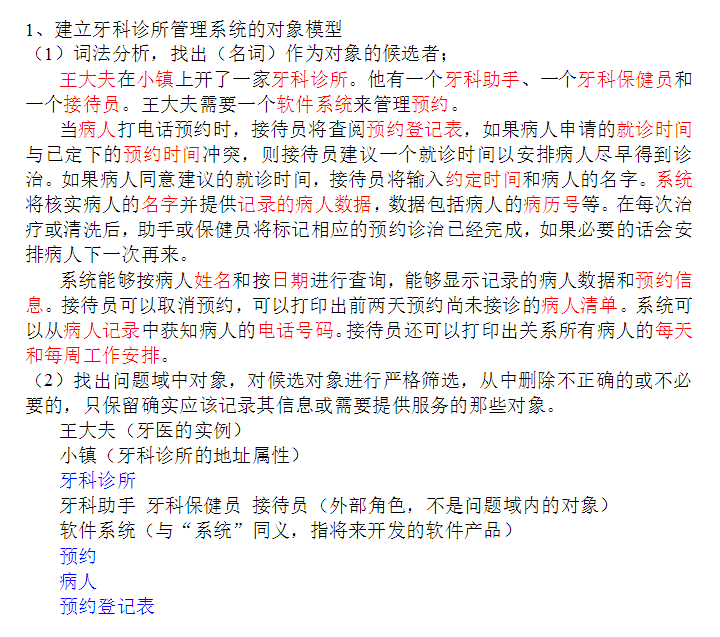 1、建立牙科诊所管理系统的对象模型
（1）词法分析，找出（名词）作为对象的候选者；
王大夫在小镇上开了一家牙科诊所。他有一个牙科助手、一个牙科保健员和
一个接待员。王大夫需要一个软件系统来管理预约。
当病人打电话预约时，接待员将查阅预约登记表，如果病人申请的就诊时间
与已定下的预约时间冲突，则接待员建议一个就诊时间以安排病人尽早得到诊
治。如果病人同意建议的就诊时间，接待员将输入约定时间和病人的名字。系统
将核实病人的名字并提供记录的病人数据，数据包括病人的病历号等。在每次治
疗或清洗后，助手或保健员将标记相应的预约诊治已经完成，如果必要的话会安
排病人下一次再来。
系统能够按病人姓名和按日期进行查询，能够显示记录的病人数据和预约信
息。接待员可以取消预约，可以打印出前两天预约尚未接诊的病人清单。系统可
以从病人记录中获知病人的电话号码。接待员还可以打印出关系所有病人的每天
和每周工作安排。
（2）找出问题域中对象，对候选对象进行严格筛选，从中删除不正确的或不必
要的，只保留确实应该记录其信息或需要提供服务的那些对象。
王大夫（牙医的实例）
小镇（牙科诊所的地址属性）
牙科诊所
牙科助手 牙科保健员 接待员（外部角色，不是问题域内的对象）
软件系统（与“系统”同义，指将来开发的软件产品）
预约
病人
预约登记表